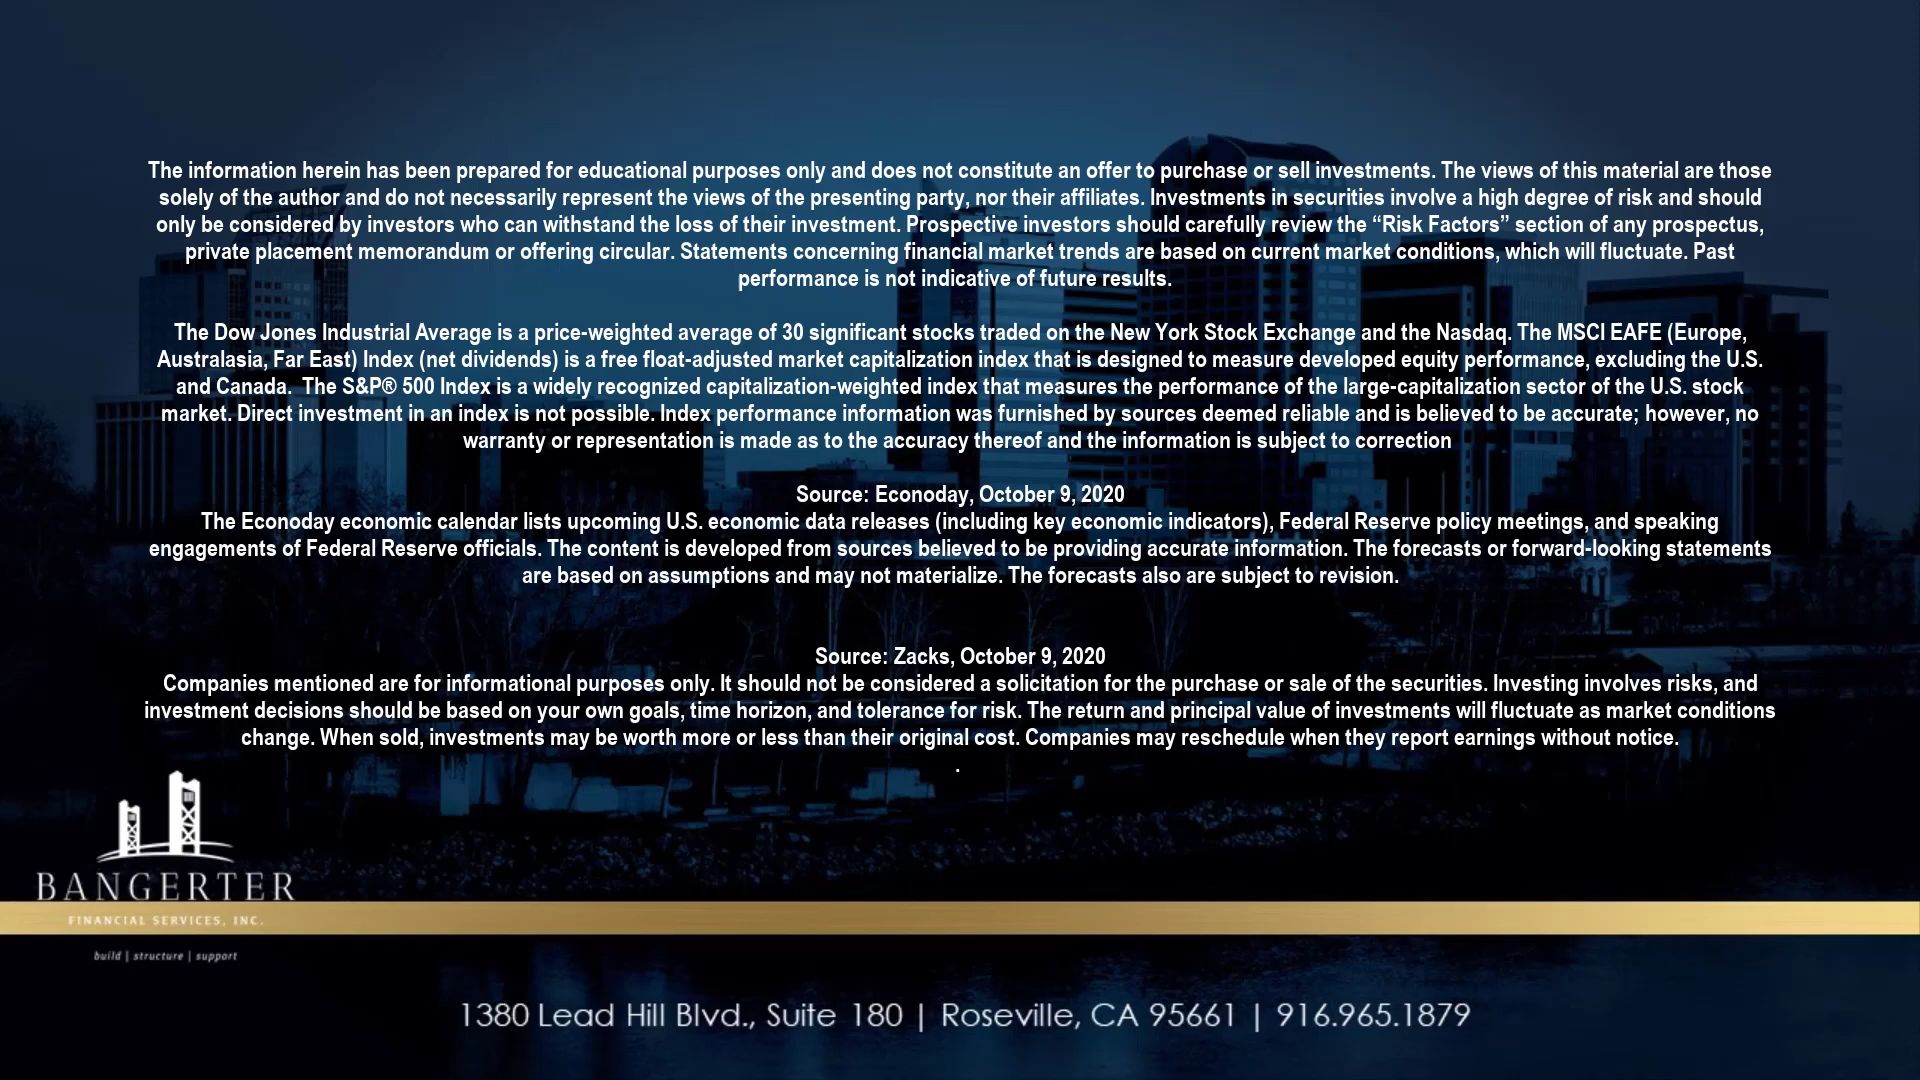 The information herein has been prepared for educational purposes only and does not constitute an offer to purchase or sell investments. The views of this material are those
solely of the author and do not necessarily represent the views of the presenting party, nor their affiliates. Investments in securities involve a high degree of risk and should
only be considered by investors who can withstand the loss of their investment. Prospective investors should carefully review the “Risk Factors” section of any prospectus,
private placement memorandum or offering circular. Statements concerning financial market trends are based on current market conditions, which will fluctuate. Past
performance is not indicative of future results.
The Dow Jones Industrial Average is a price-weighted average of 30 significant stocks traded on the New York Stock Exchange and the Nasdaq. The MSCI EAFE (Europe,
Australasia, Far East) Index (net dividends) is a free float-adjusted market capitalization index that is designed to measure developed equity performance, excluding the U.S.
and Canada.  The S&P® 500 Index is a widely recognized capitalization-weighted index that measures the performance of the large-capitalization sector of the U.S. stock
market. Direct investment in an index is not possible. Index performance information was furnished by sources deemed reliable and is believed to be accurate; however, no
warranty or representation is made as to the accuracy thereof and the information is subject to correction
Source: Econoday, October 9, 2020
The Econoday economic calendar lists upcoming U.S. economic data releases (including key economic indicators), Federal Reserve policy meetings, and speaking
engagements of Federal Reserve officials. The content is developed from sources believed to be providing accurate information. The forecasts or forward-looking statements
are based on assumptions and may not materialize. The forecasts also are subject to revision.
Source: Zacks, October 9, 2020
Companies mentioned are for informational purposes only. It should not be considered a solicitation for the purchase or sale of the securities. Investing involves risks, and
investment decisions should be based on your own goals, time horizon, and tolerance for risk. The return and principal value of investments will fluctuate as market conditions
change. When sold, investments may be worth more or less than their original cost. Companies may reschedule when they report earnings without notice.
.
BANGERTER
FINANCIAL SERVICES, INC.
build | structure | support
1380 Lead Hill Blvd., Suite 180 | Roseville, CA 95661 | 916.965.1879